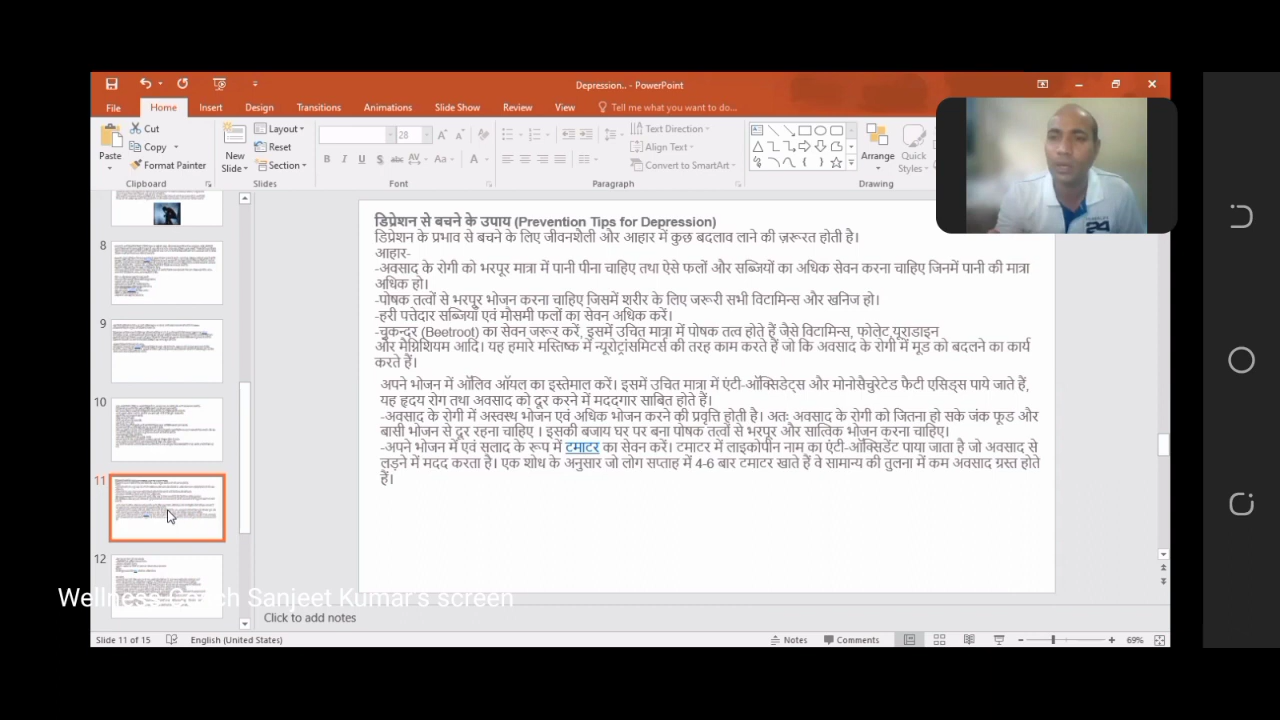 Depression.. - PowerPoint
File Home Insert Design Transitions Animations Slide Show Review View Tell me what you want to do...
Paste
Cut
Copy
Format Painter
Clipboard
New Slide
Layout
Reset
Section
Slides
28
Font
Text Direction
Align Text
Convert to SmartArt
Paragraph
Arrange
Quick Styles
Drawing
24
8
9
10
11
12
डिप्रेशन से बचने के उपाय (Prevention Tips for Depression)
डिप्रेशन के प्रभाव से बचने के लिए जीवनशैली और आहार में कुछ बदलाव लाने की ज़रूरत होती है।
आहार-
-अवसाद के रोगी को भरपूर मात्रा में पानी पीना चाहिए तथा ऐसे फलों और सब्जियों का अधिक सेवन करना चाहिए जिनमें पानी की मात्रा
अधिक हो।
-पोषक तत्वों से भरपूर भोजन करना चाहिए जिसमें शरीर के लिए जरूरी सभी विटामिन्स और खनिज हो।
-हरी पत्तेदार सब्जियाँ एवं मौसमी फलों का सेवन अधिक करें।
-चुकन्दर (Beetroot) का सेवन जरूर करें, इसमें उचित मात्रा में पोषक तत्व होते हैं जैसे विटामिन्स, फोलेट,यूराडाइन
और मैग्निशियम आदि। यह हमारे मस्तिष्क में न्यूरोट्रांसमिटर्स की तरह काम करते हैं जो कि अवसाद के रोगी में मूड को बदलने का कार्य
करते हैं।
अपने भोजन में ऑलिव ऑयल का इस्तेमाल करें। इसमें उचित मात्रा में एंटी-ऑक्सिडेट्स और मोनोसैचुरेटेड फैटी एसिड्स पाये जाते हैं,
यह हृदय रोग तथा अवसाद को दूर करने में मददगार साबित होते हैं।
-अवसाद के रोगी में अस्वस्थ भोजन एवं अधिक भोजन करने की प्रवृत्ति होती है। अतः अवसाद के रोगी को जितना हो सके जंक फ़ूड और
बासी भोजन से दूर रहना चाहिए । इसकी बजाय घर पर बना पोषक तत्वों से भरपूर और सात्विक भोजन करना चाहिए।
-अपने भोजन में एवं सलाद के रूप में टमाटर का सेवन करें। टमाटर में लाइकोपीन नाम का एंटी-ऑक्सिडेंट पाया जाता है जो अवसाद से
लड़ने में मदद करता है। एक शोध के अनुसार जो लोग सप्ताह में 4-6 बार टमाटर खाते हैं वे सामान्य की तुलना में कम अवसाद ग्रस्त होते
हैं।
Wellness Coach Sanjeet Kumar's screen
Click to add notes
Slide 11 of 15 English (United States) Notes Comments 69%